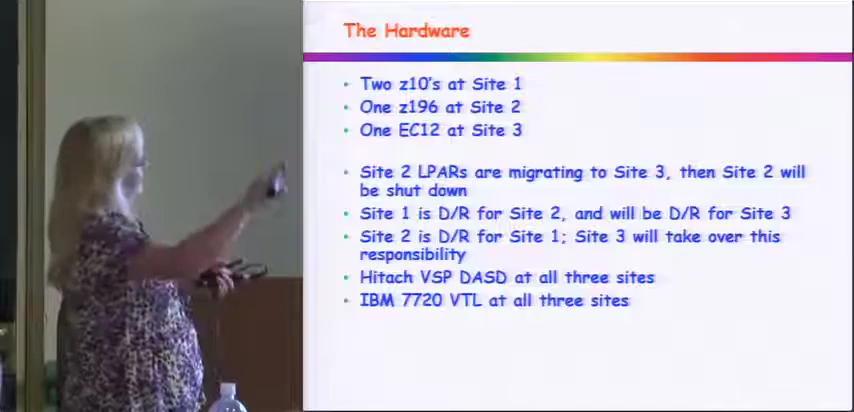 The Hardware
Two z10's at Site 1
One z196 at Site 2
One EC12 at Site 3
Site 2 LPARs are migrating to Site 3, then Site 2 will
be shut down
Site 1 is D/R for Site 2, and will be D/R for Site 3
Site 2 is D/R for Site 1; Site 3 will take over this
responsibility
Hitach VSP DASD at all three sites
IBM 7720 VTL at all three sites